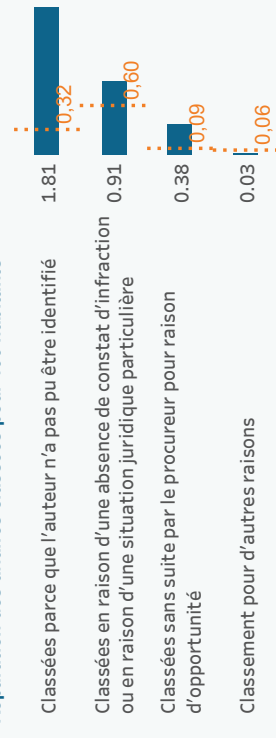 Classées parce que l’auteur n’a pas pu être identifié
1.81
0,32
Classées en raison d’une absence de constat d’infraction
ou en raison d’une situation juridique particulière
0.91
0,60
Classées sans suite par le procureur pour raison
d’opportunité
0.38
0,09
Classement pour d’autres raisons
0.03
0,06